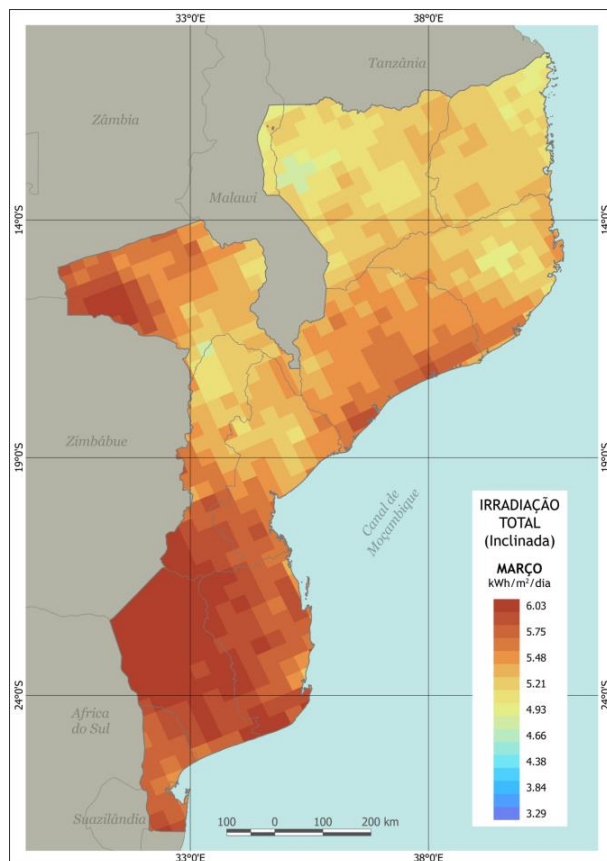 33°0'E
38°0'E
Tanzânia
Zâmbia
Malawi
14°0'S
14°0'S
Zimbábue
19°0'S
19°0'S
Canal de
Moçambique
IRRADIAÇÃO
TOTAL
(Inclinada)
MARÇO
kWh/m²/dia
6.03
5.75
5.48
5.21
4.93
4.66
4.38
3.84
3.29
24°0'S
24°0'S
Africa
do Sul
Suazilândia
100 0 100 200 km
33°0'E
38°0'E